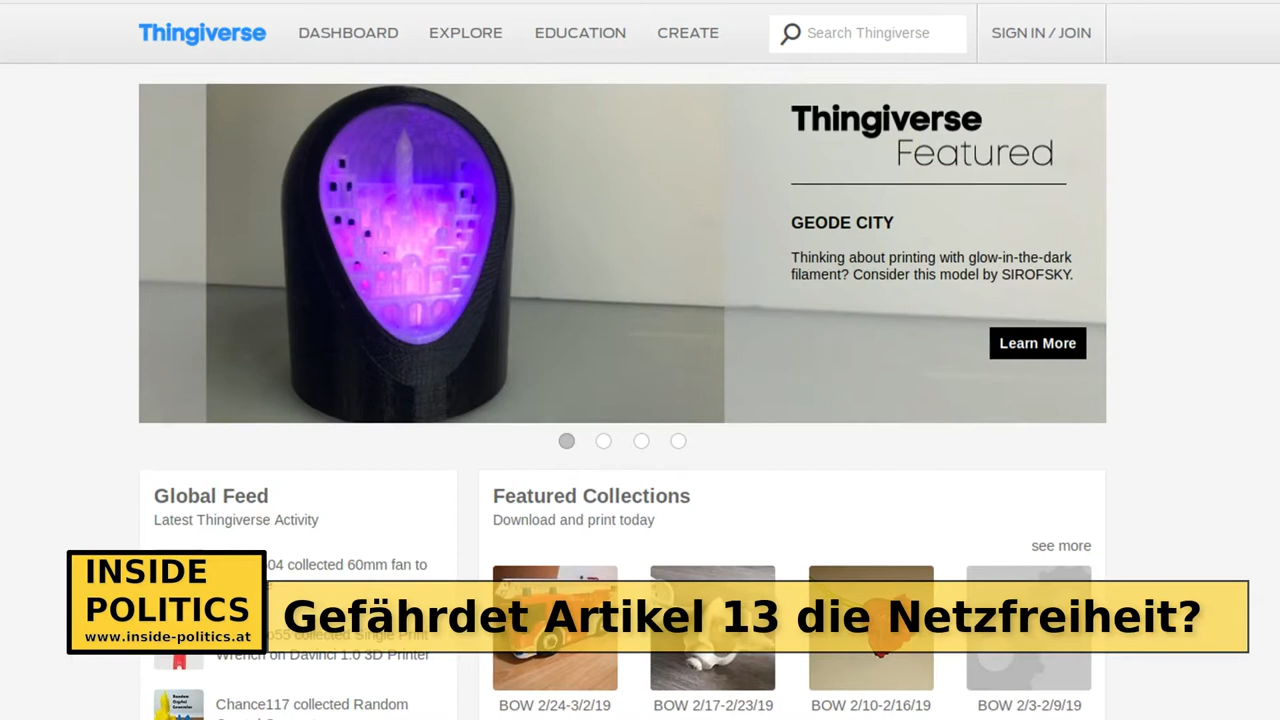 Thingiverse DASHBOARD EXPLORE EDUCATION CREATE Search Thingiverse SIGN IN / JOIN
Thingiverse
Featured
GEODE CITY
Thinking about printing with glow-in-the-dark
filament? Consider this model by SIROFSKY.
Learn More
Global Feed
Latest Thingiverse Activity
04 collected 60mm fan to
55 collected Single Print
Wrench on Davinci 1.0 3D Printer
Chance117 collected Random
Featured Collections
Download and print today
see more
BOW 2/24-3/2/19 BOW 2/17-2/23/19 BOW 2/10-2/16/19 BOW 2/3-2/9/19
INSIDE
POLITICS
www.inside-politics.at
Gefährdet Artikel 13 die Netzfreiheit?